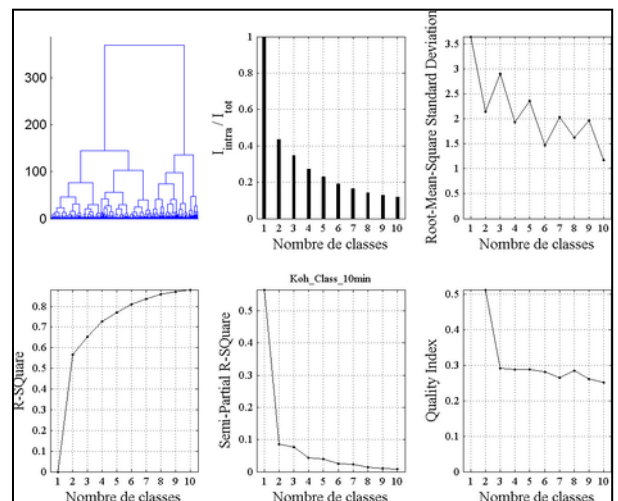 300
200
100
0
I_intra / I_tot
1
0.8
0.6
0.4
0.2
0
1 2 3 4 5 6 7 8 9 10
Nombre de classes
Root-Mean-Square Standard Deviation
3.5
3
2.5
2
1.5
1
0.5
0
1 2 3 4 5 6 7 8 9 10
Nombre de classes
R-SQuare
0.8
0.7
0.6
0.5
0.4
0.3
0.2
0.1
0
1 2 3 4 5 6 7 8 9 10
Nombre de classes
Koh_Class_10min
Semi-Partial R-SQuare
0.5
0.4
0.3
0.2
0.1
0
1 2 3 4 5 6 7 8 9 10
Nombre de classes
Quality Index
0.5
0.4
0.3
0.2
0.1
0
1 2 3 4 5 6 7 8 9 10
Nombre de classes